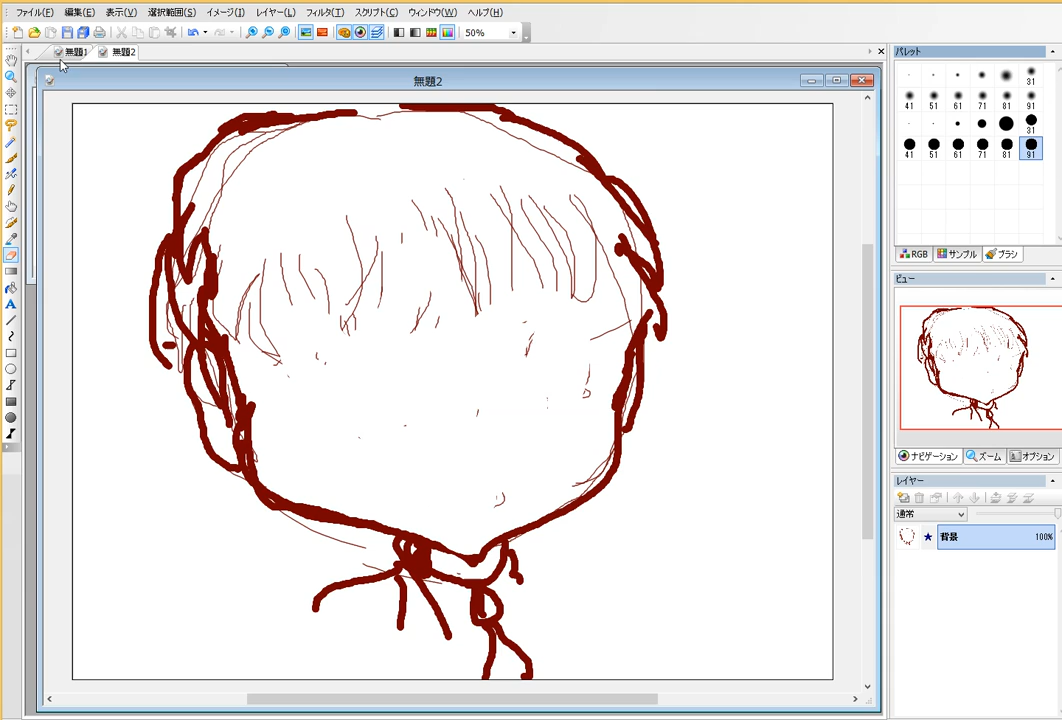 ファイル(F) 編集(E) 表示(V) 選択範囲(S) イメージ(I) レイヤー(L) フィルタ(T) スクリプト(C) ウィンドウ(W) ヘルプ(H)
50%
無題1 無題2
無題2
パレット
31
41 51 61 71 81 91
31
41 51 61 71 81 91
RGB サンプル ブラシ
ビュー
ナビゲーション ズーム オプション
レイヤー
通常
背景 100%